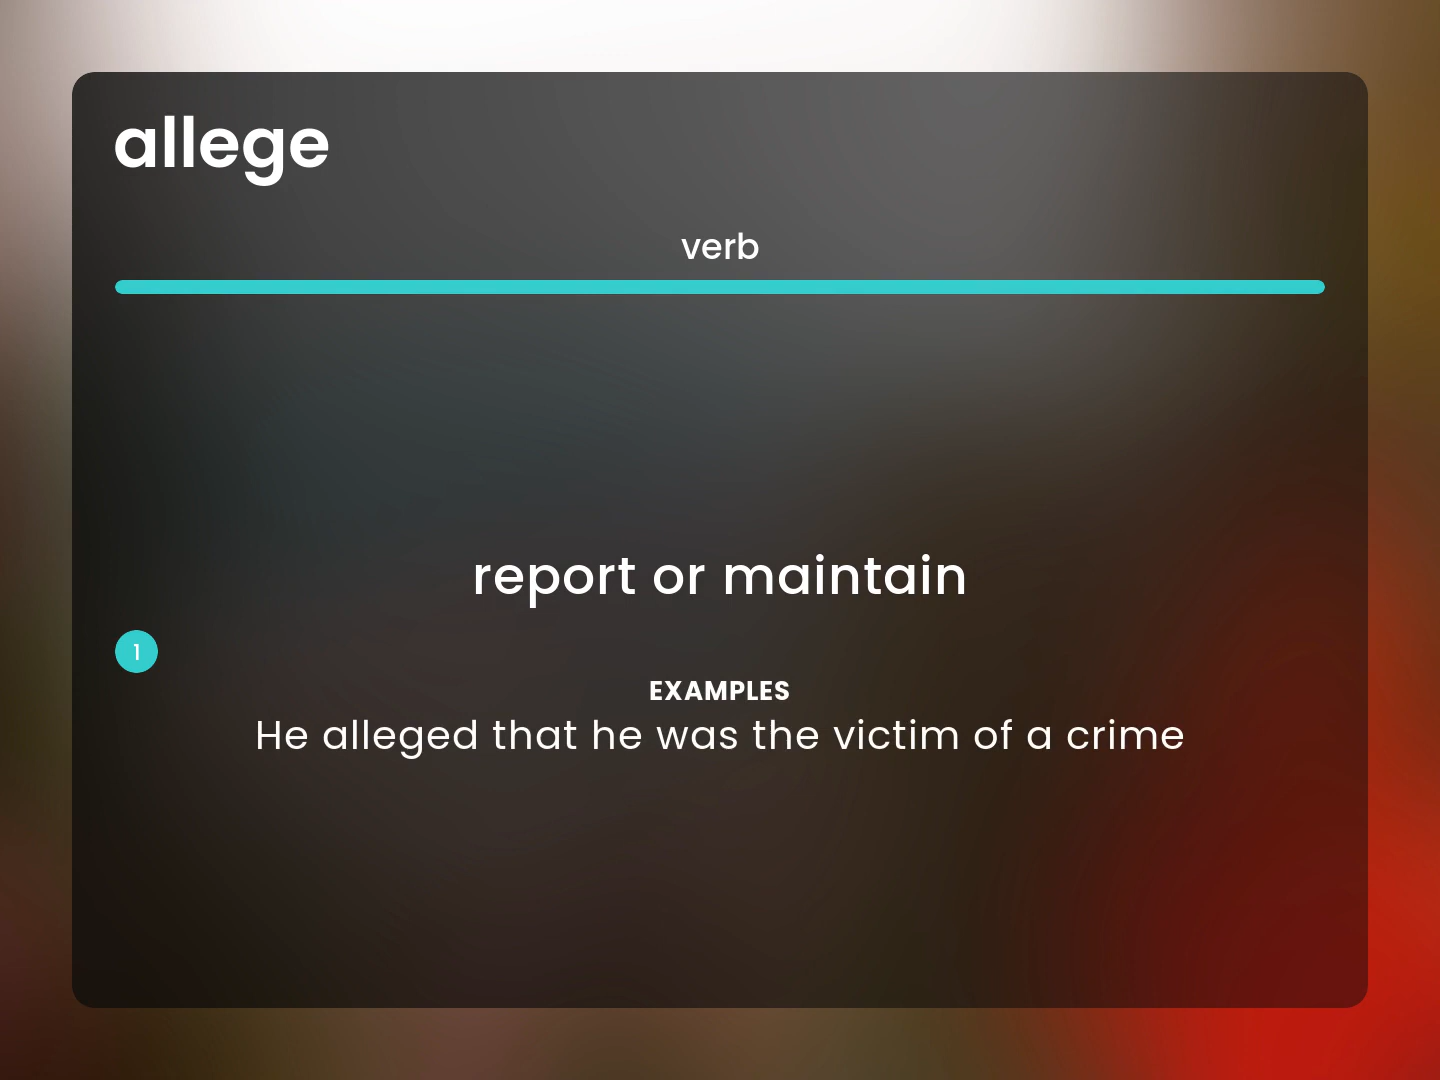 allege
verb
report or maintain
1
EXAMPLES
He alleged that he was the victim of a crime